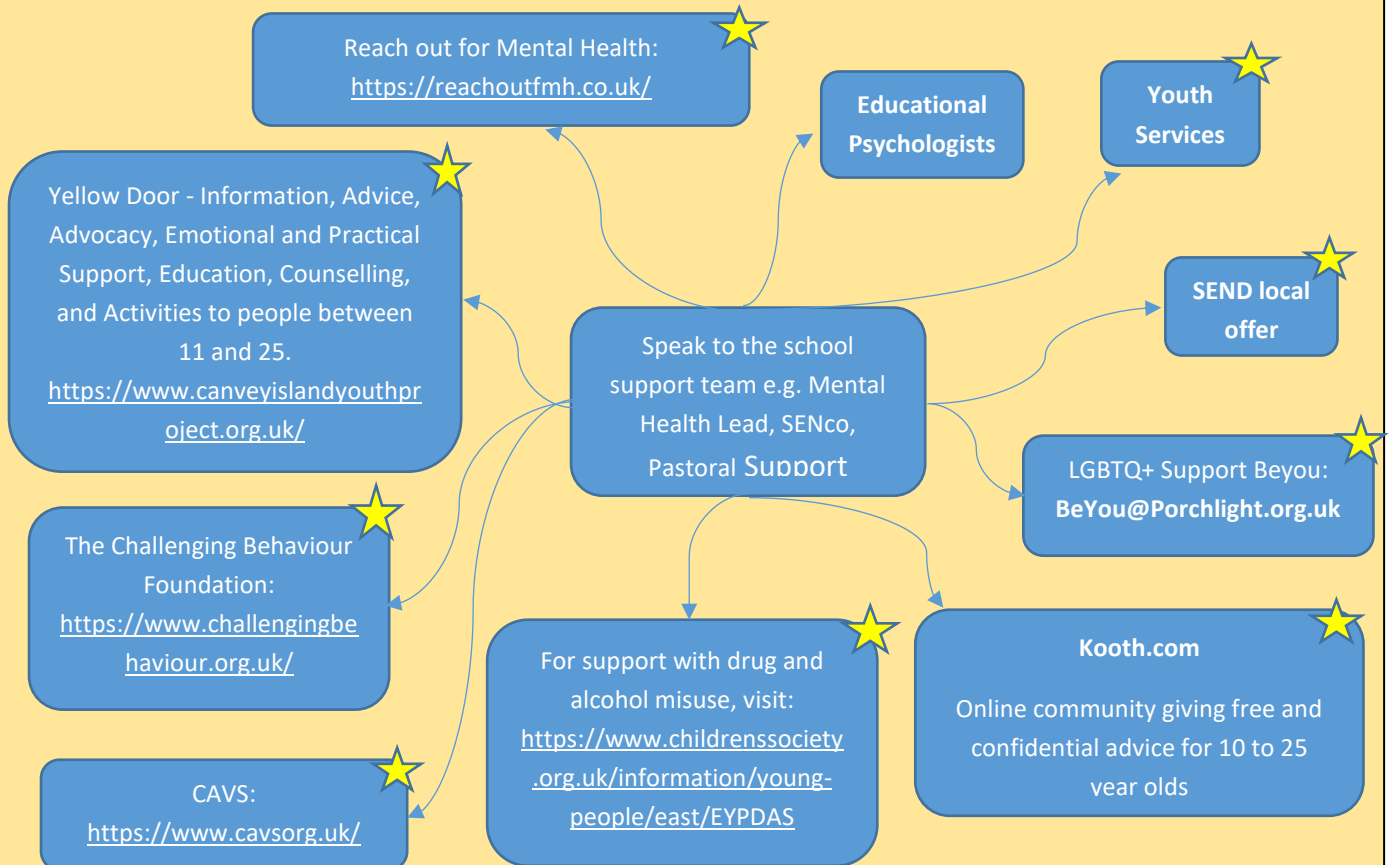 Reach out for Mental Health:
https://reachoutfmh.co.uk/
Educational
Psychologists
Youth
Services
Yellow Door - Information, Advice,
Advocacy, Emotional and Practical
Support, Education, Counselling,
and Activities to people between
11 and 25.
https://www.canveyislandyouthpr
oject.org.uk/
SEND local
offer
Speak to the school
support team e.g. Mental
Health Lead, SENco,
Pastoral Support
LGBTQ+ Support Beyou:
BeYou@Porchlight.org.uk
The Challenging Behaviour
Foundation:
https://www.challengingbe
haviour.org.uk/
For support with drug and
alcohol misuse, visit:
https://www.childrenssociety
.org.uk/information/young-
people/east/EYPDAS
Kooth.com
Online community giving free and
confidential advice for 10 to 25
year olds
CAVS:
https://www.cavsorg.uk/